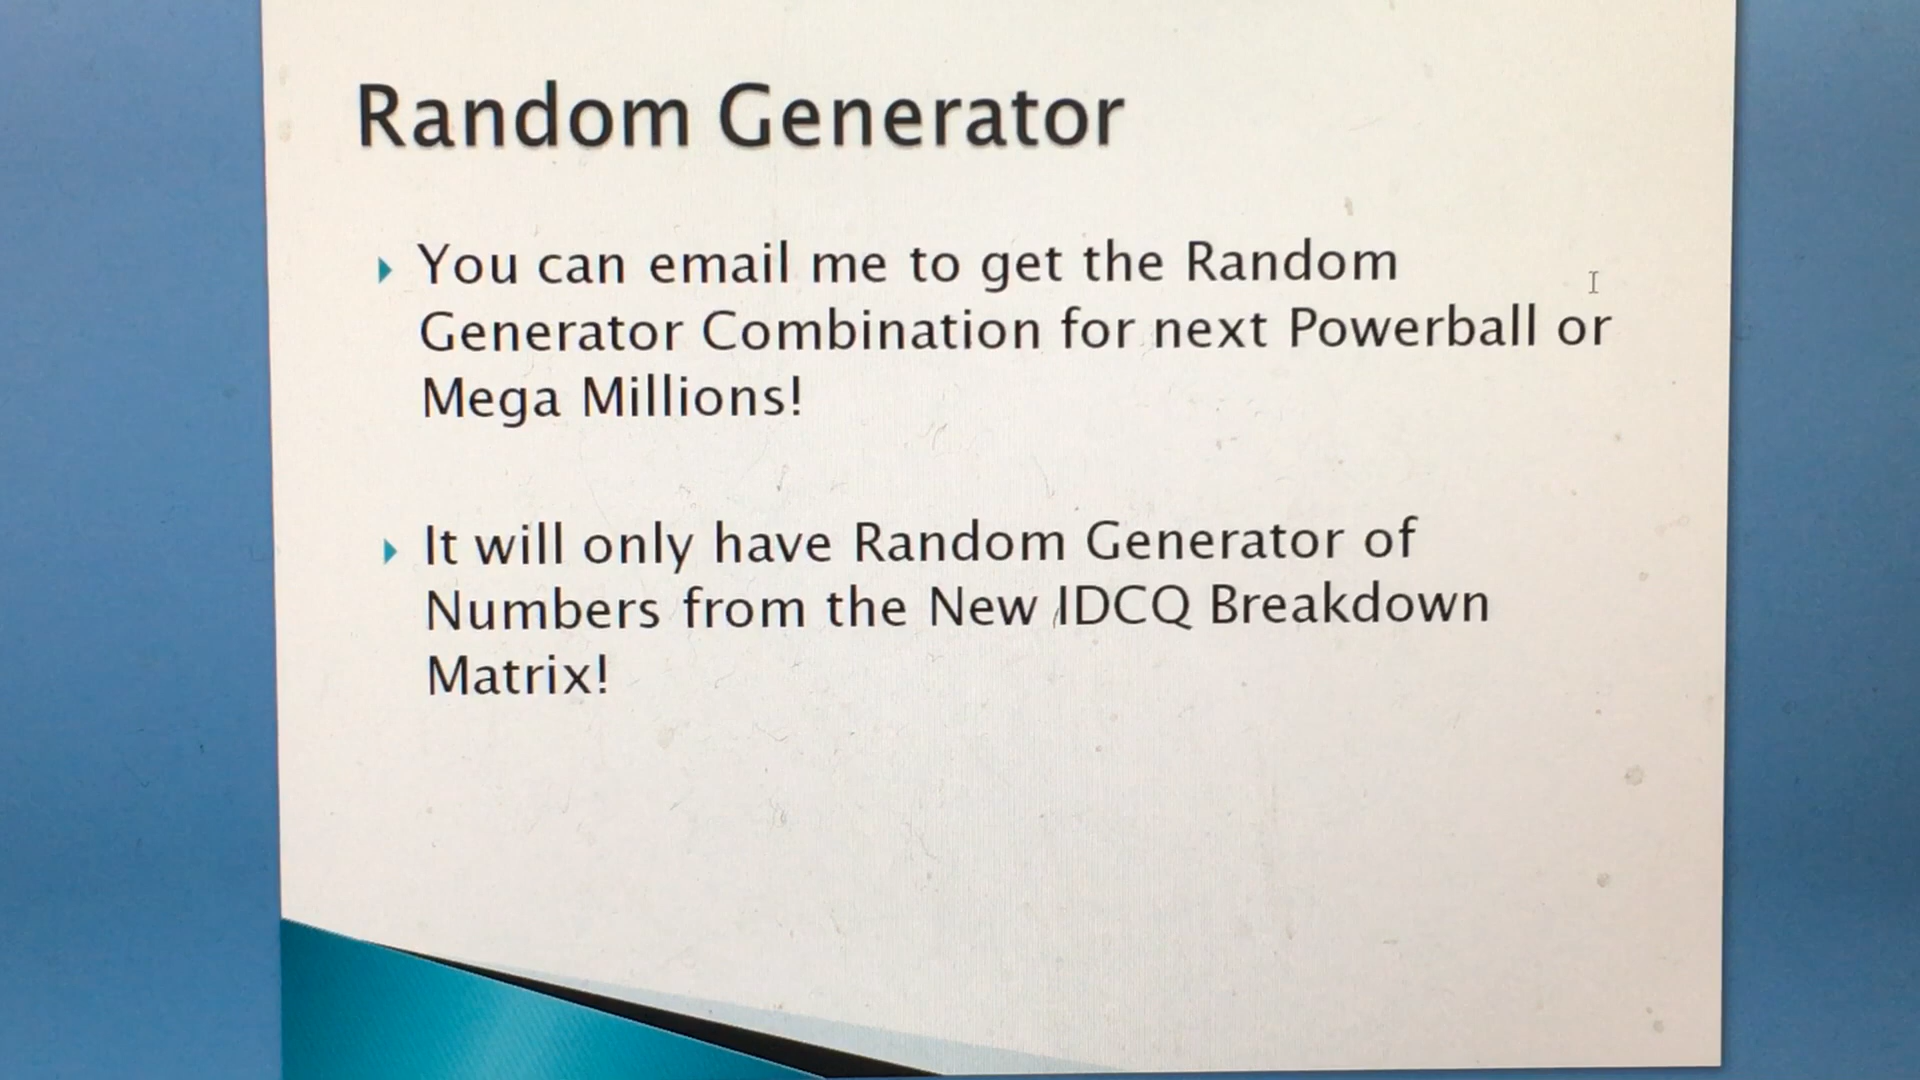 Random Generator
You can email me to get the Random
Generator Combination for next Powerball or
Mega Millions!
It will only have Random Generator of
Numbers from the New IDCQ Breakdown
Matrix!